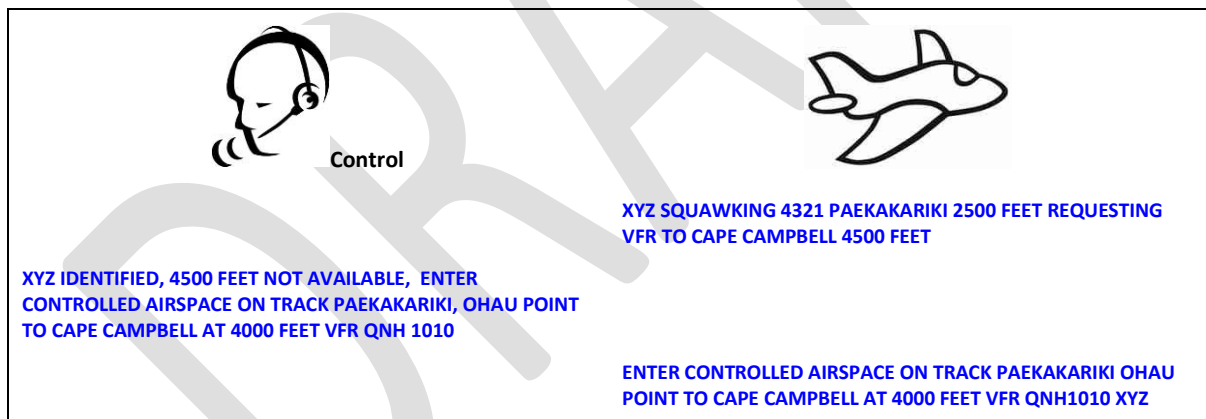 Control
XYZ SQUAWKING 4321 PAEKAKARIKI 2500 FEET REQUESTING
VFR TO CAPE CAMPBELL 4500 FEET
XYZ IDENTIFIED, 4500 FEET NOT AVAILABLE, ENTER
CONTROLLED AIRSPACE ON TRACK PAEKAKARIKI, OHAU POINT
TO CAPE CAMPBELL AT 4000 FEET VFR QNH 1010
ENTER CONTROLLED AIRSPACE ON TRACK PAEKAKARIKI OHAU
POINT TO CAPE CAMPBELL AT 4000 FEET VFR QNH1010 XYZ